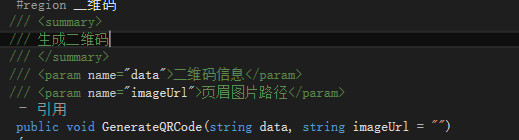 #region 二维码
/// <summary>
/// 生成二维码
/// </summary>
/// <param name="data">二维码信息</param>
/// <param name="imageUrl">页眉图片路径</param>
- 引用
public void GenerateQRCode(string data, string imageUrl = "")